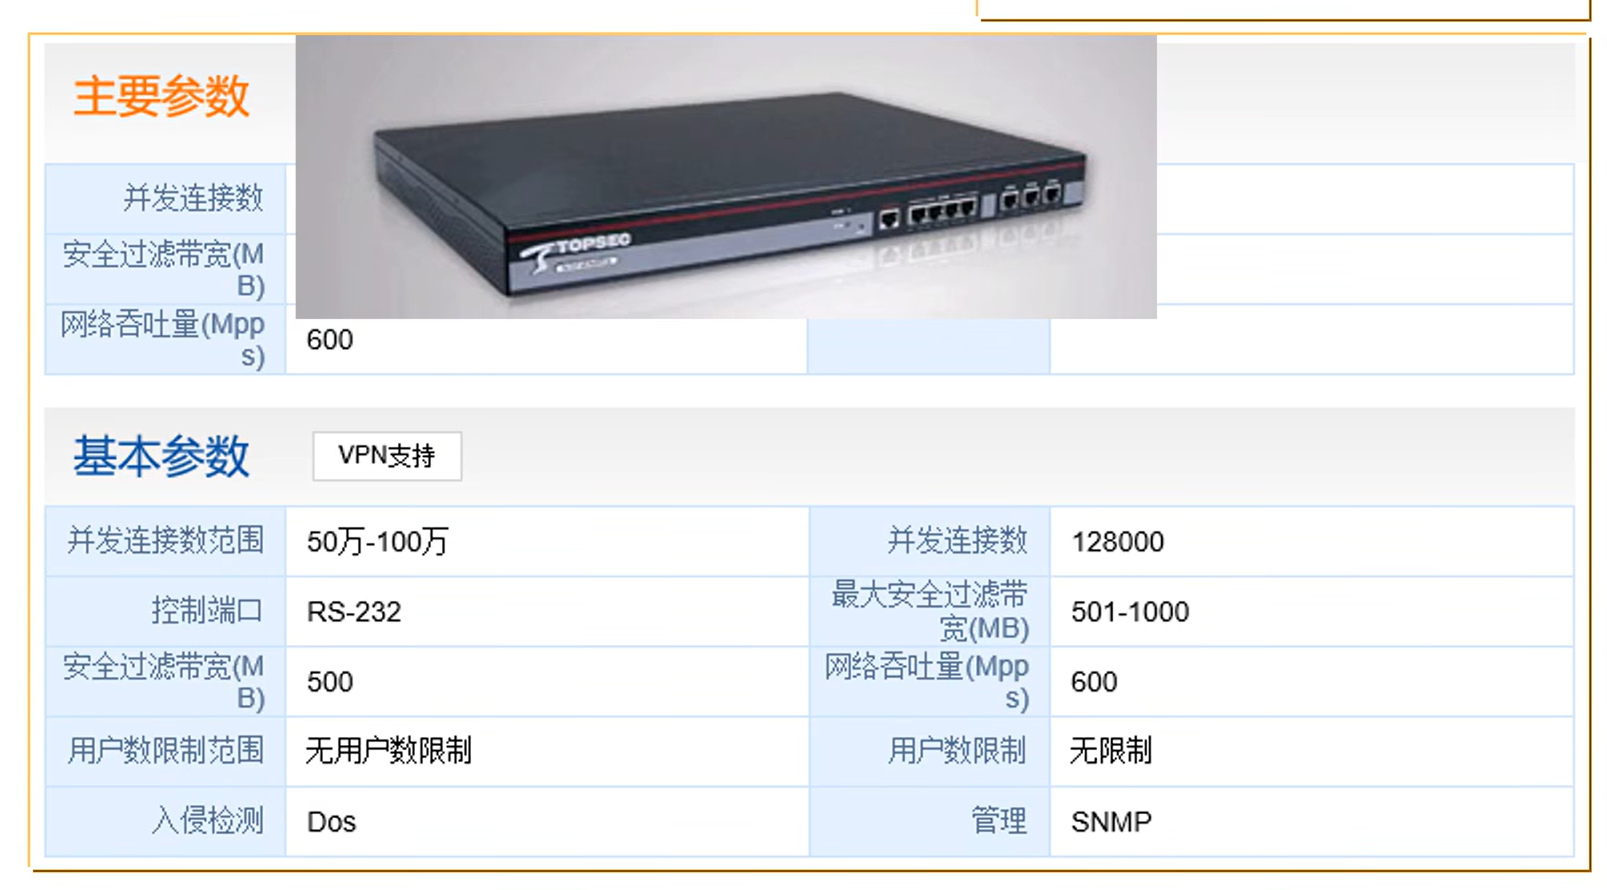 主要参数
TOPSEC
并发连接数
安全过滤带宽(M
B)
网络吞吐量(Mpp
s)
600
基本参数
VPN支持
并发连接数范围
50万-100万
并发连接数
128000
控制端口
RS-232
最大安全过滤带
宽(MB)
501-1000
安全过滤带宽(M
B)
500
网络吞吐量(Mpp
s)
600
用户数限制范围
无用户数限制
用户数限制
无限制
入侵检测
Dos
管理
SNMP